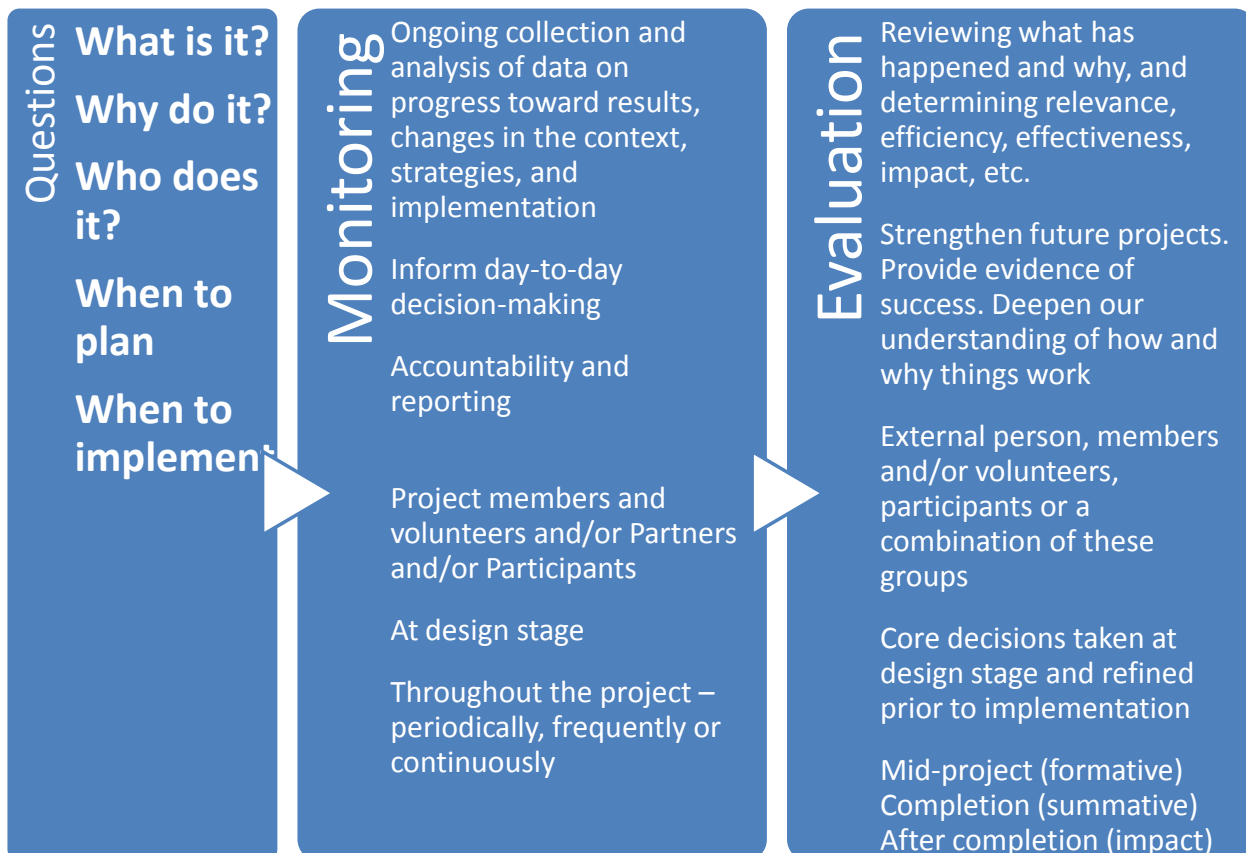 Questions
What is it?
Why do it?
Who does
it?
When to
plan
When to
implement
Monitoring
Ongoing collection and
analysis of data on
progress toward results,
changes in the context,
strategies, and
implementation
Inform day-to-day
decision-making
Accountability and
reporting
Project members and
volunteers and/or Partners
and/or Participants
At design stage
Throughout the project –
periodically, frequently or
continuously
Evaluation
Reviewing what has
happened and why, and
determining relevance,
efficiency, effectiveness,
impact, etc.
Strengthen future projects.
Provide evidence of
success. Deepen our
understanding of how and
why things work
External person, members
and/or volunteers,
participants or a
combination of these
groups
Core decisions taken at
design stage and refined
prior to implementation
Mid-project (formative)
Completion (summative)
After completion (impact)